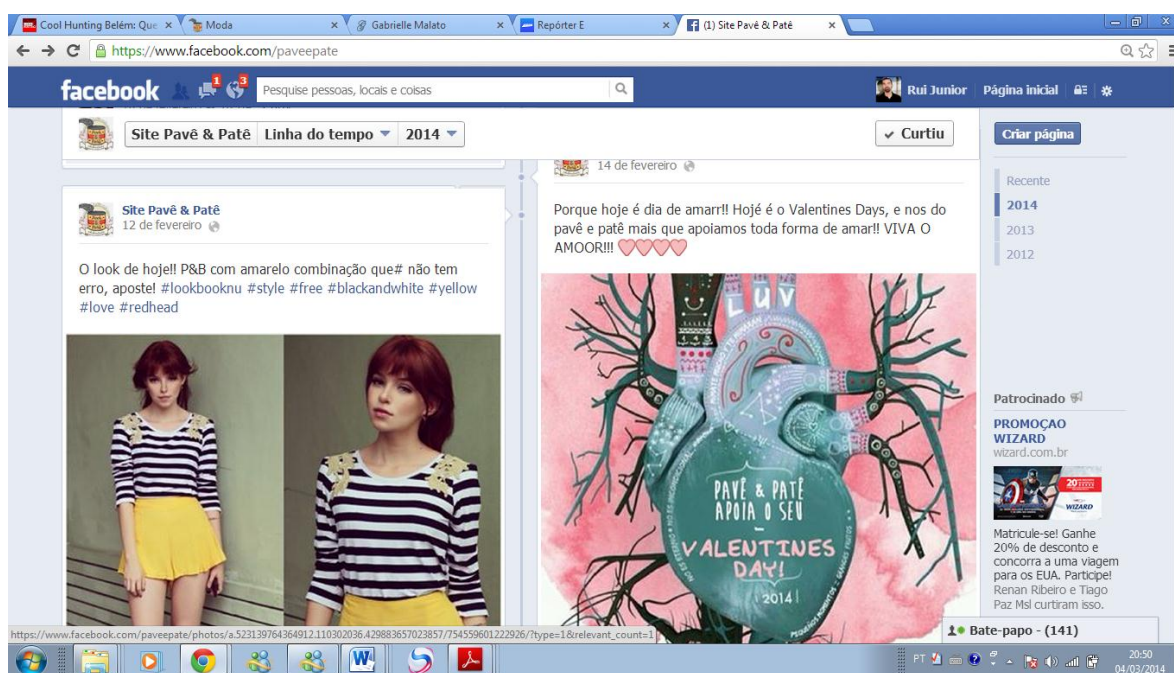 Cool Hunting Belém: Que
Moda
Gabrielle Malato
Repórter E
(1) Site Pavê & Patê
https://www.facebook.com/paveepate
facebook
1
3
Pesquise pessoas, locais e coisas
Rui Junior
Página inicial
Site Pavê & Patê
Linha do tempo
2014
Curtiu
Criar página
Recente
2014
2013
2012
Site Pavê & Patê
12 de fevereiro
O look de hoje!! P&B com amarelo combinação que# não tem
erro, aposte! #lookbooknu #style #free #blackandwhite #yellow
#love #redhead
14 de fevereiro
Porque hoje é dia de amarr!! Hojé é o Valentines Days, e nos do
pavê e patê mais que apoiamos toda forma de amar!! VIVA O
AMOOR!!!
LUV
PAVÊ & PATÊ
APOIA O SEU
VALENTINES
DAY!
2014
Patrocinado
PROMOÇAO
WIZARD
wizard.com.br
20%
WIZARD
Matricule-se! Ganhe
20% de desconto e
concorra a uma viagem
para os EUA. Participe!
Renan Ribeiro e Tiago
Paz Msl curtiram isso.
https://www.facebook.com/paveepate/photos/a.523139764364912.110302036.429883657023857/754559601222926/?type=1&relevant_count=1
Bate-papo - (141)
PT
20:50
04/03/2014